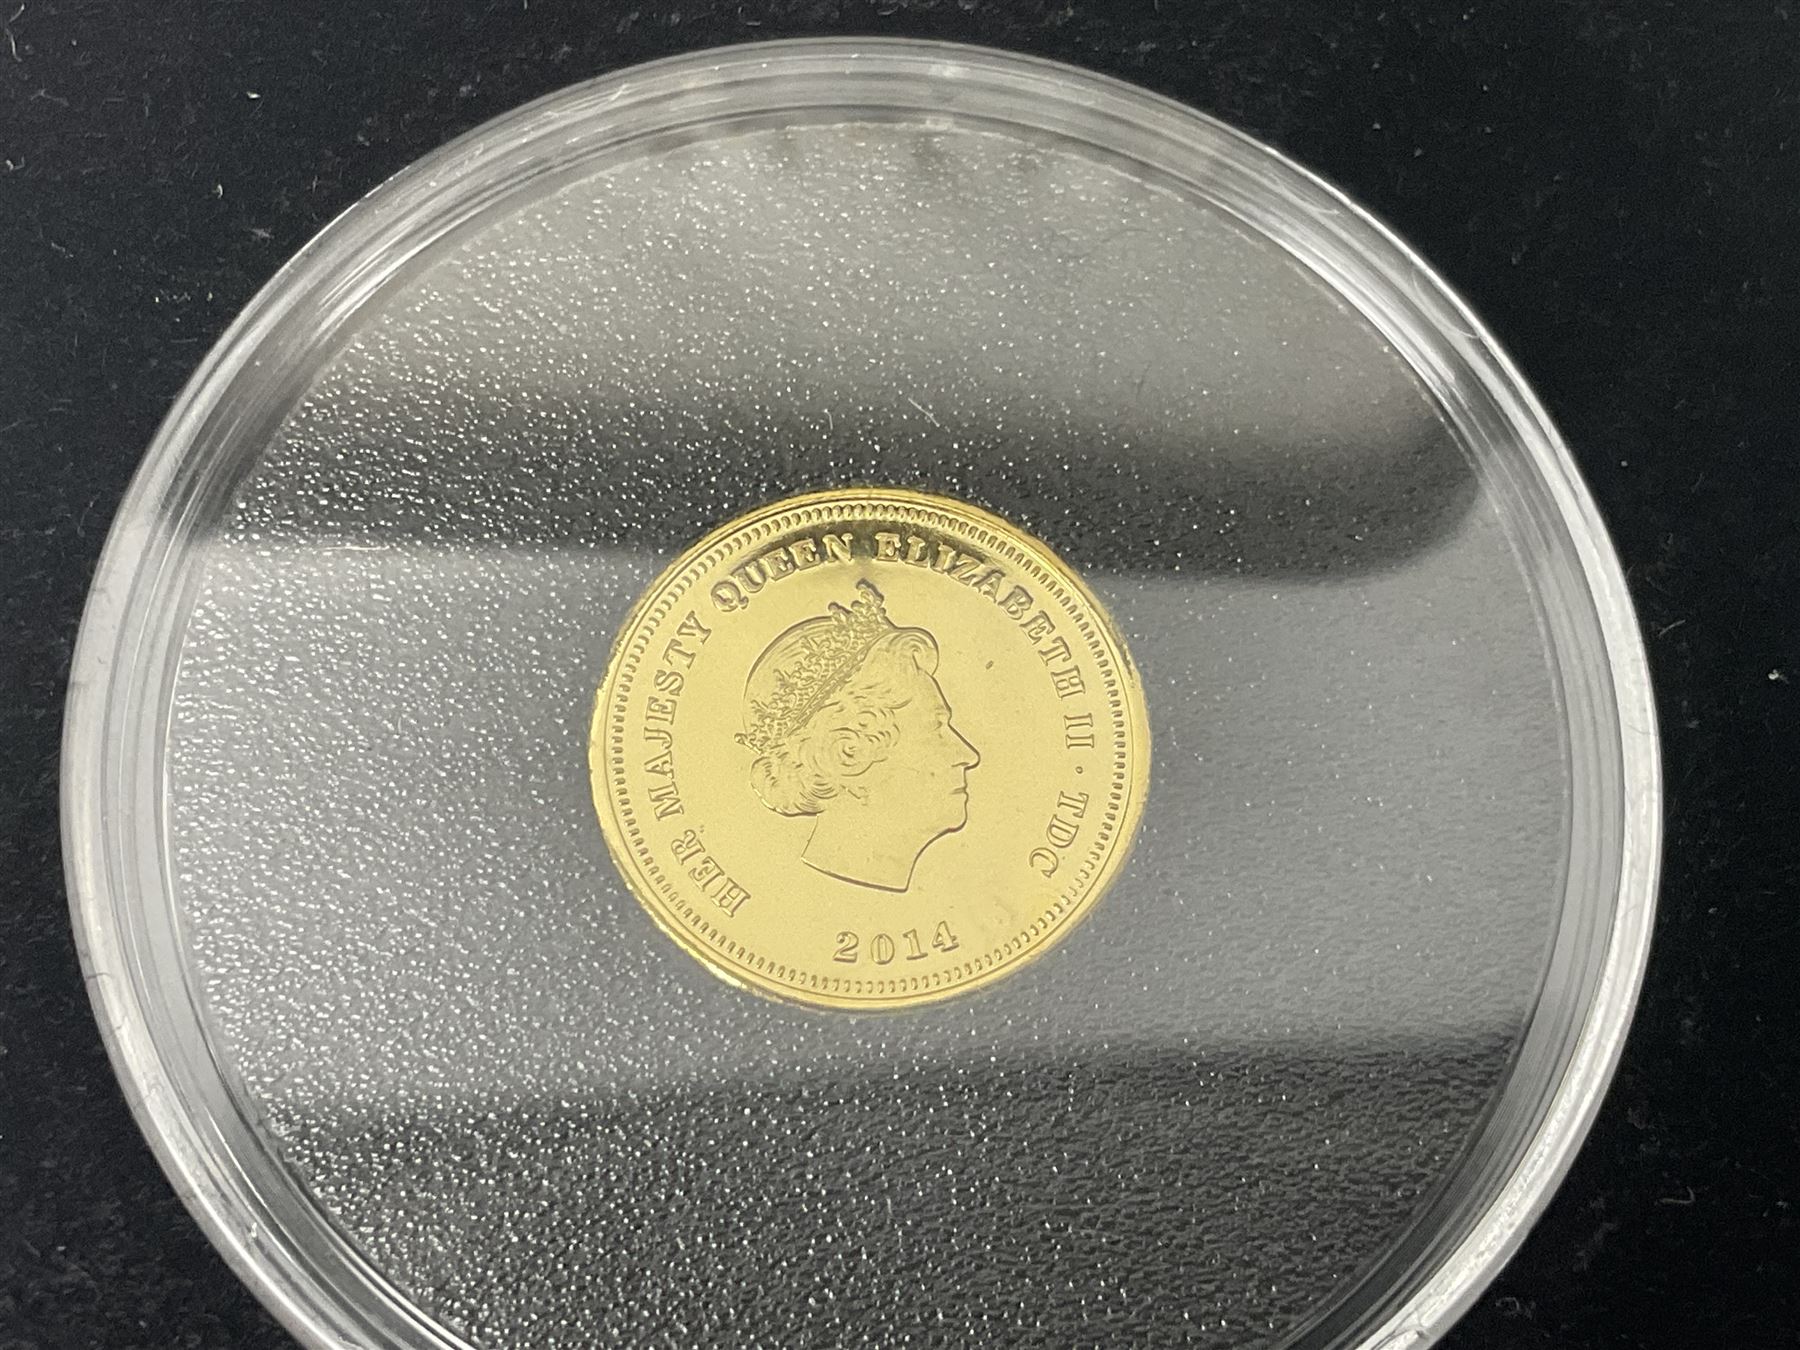 HER MAJESTY QUEEN ELIZABETH II · TDC
2014